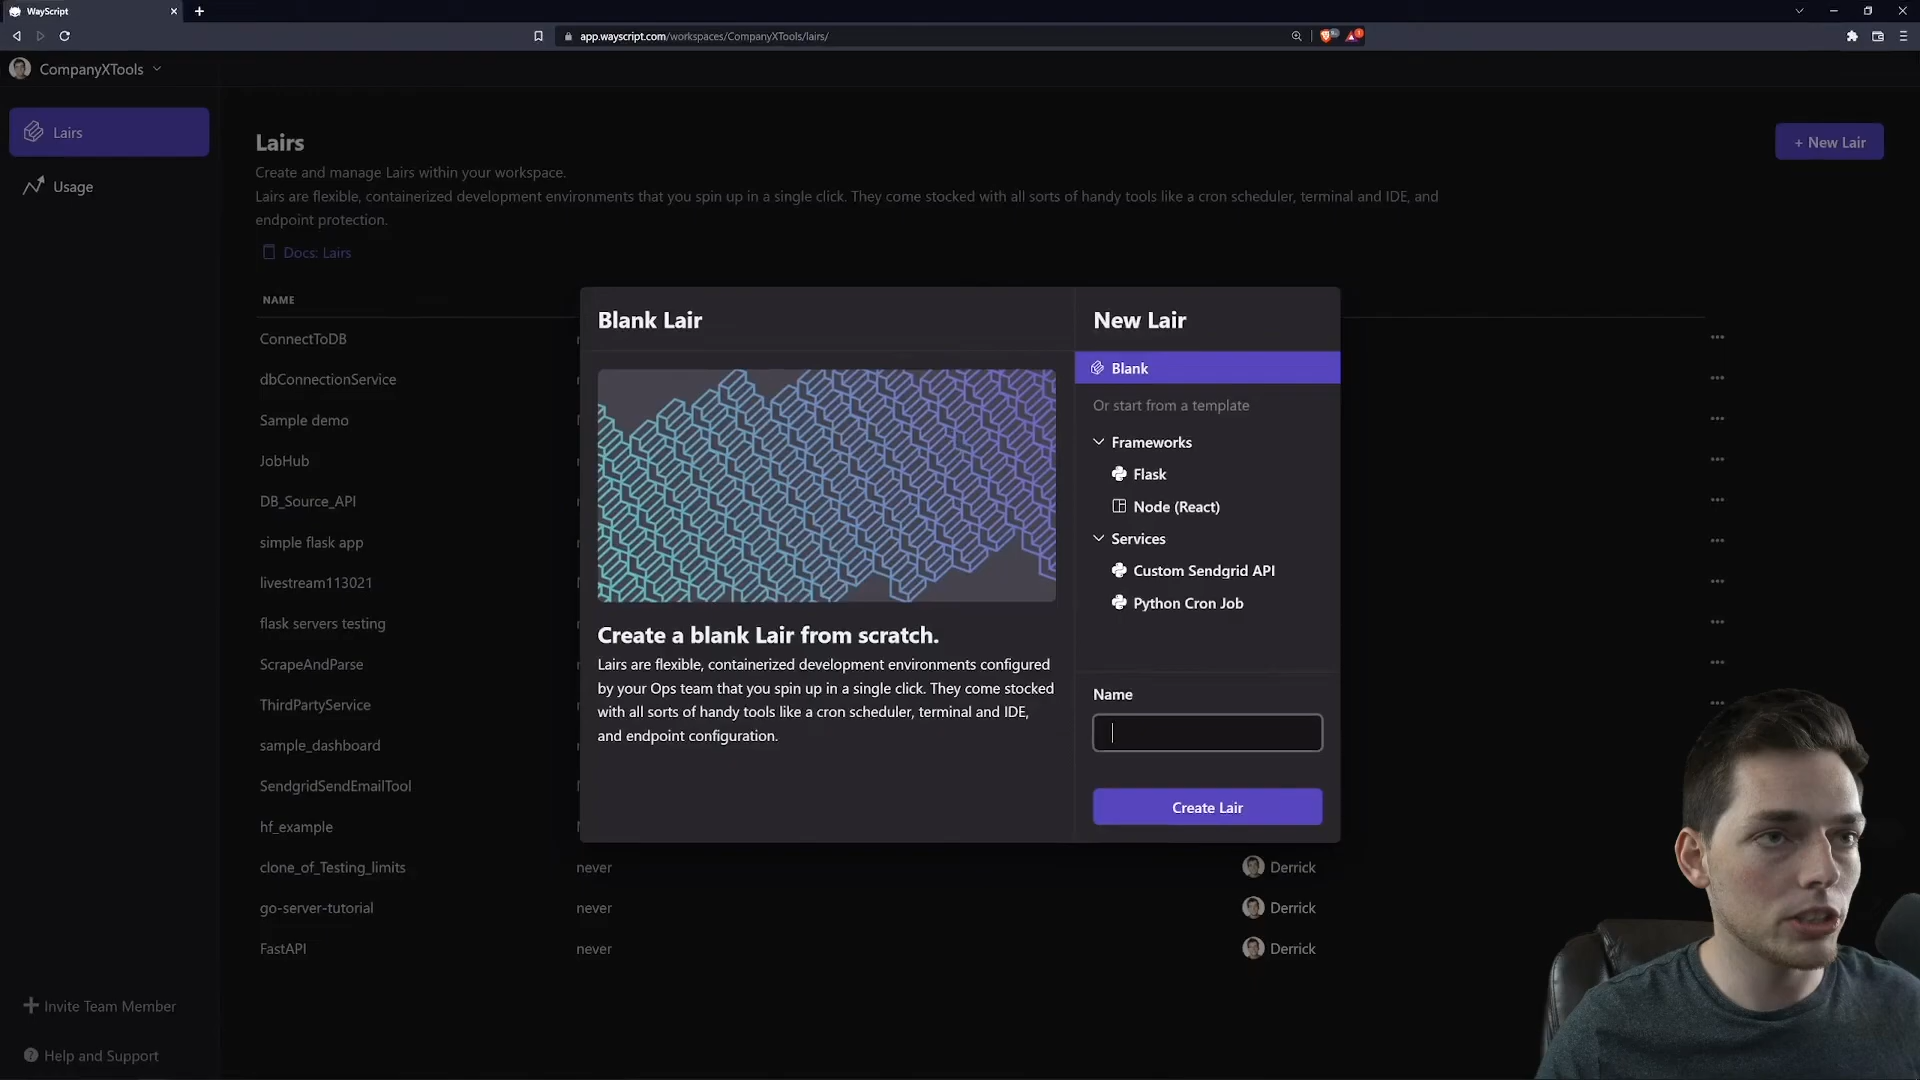 WayScript
app.wayscript.com/workspaces/CompanyXTools/lairs/
CompanyXTools
Lairs
Usage
Lairs
+ New Lair
Create and manage Lairs within your workspace.
Lairs are flexible, containerized development environments that you spin up in a single click. They come stocked with all sorts of handy tools like a cron scheduler, terminal and IDE, and
endpoint protection.
Docs: Lairs
NAME
ConnectToDB
dbConnectionService
Sample demo
JobHub
DB_Source_API
simple flask app
livestream113021
flask servers testing
ScrapeAndParse
ThirdPartyService
sample_dashboard
SendgridSendEmailTool
hf_example
clone_of_Testing_limits never Derrick
go-server-tutorial never Derrick
FastAPI never Derrick
Blank Lair
Create a blank Lair from scratch.
Lairs are flexible, containerized development environments configured
by your Ops team that you spin up in a single click. They come stocked
with all sorts of handy tools like a cron scheduler, terminal and IDE,
and endpoint configuration.
New Lair
Blank
Or start from a template
Frameworks
Flask
Node (React)
Services
Custom Sendgrid API
Python Cron Job
Name
Create Lair
Invite Team Member
Help and Support